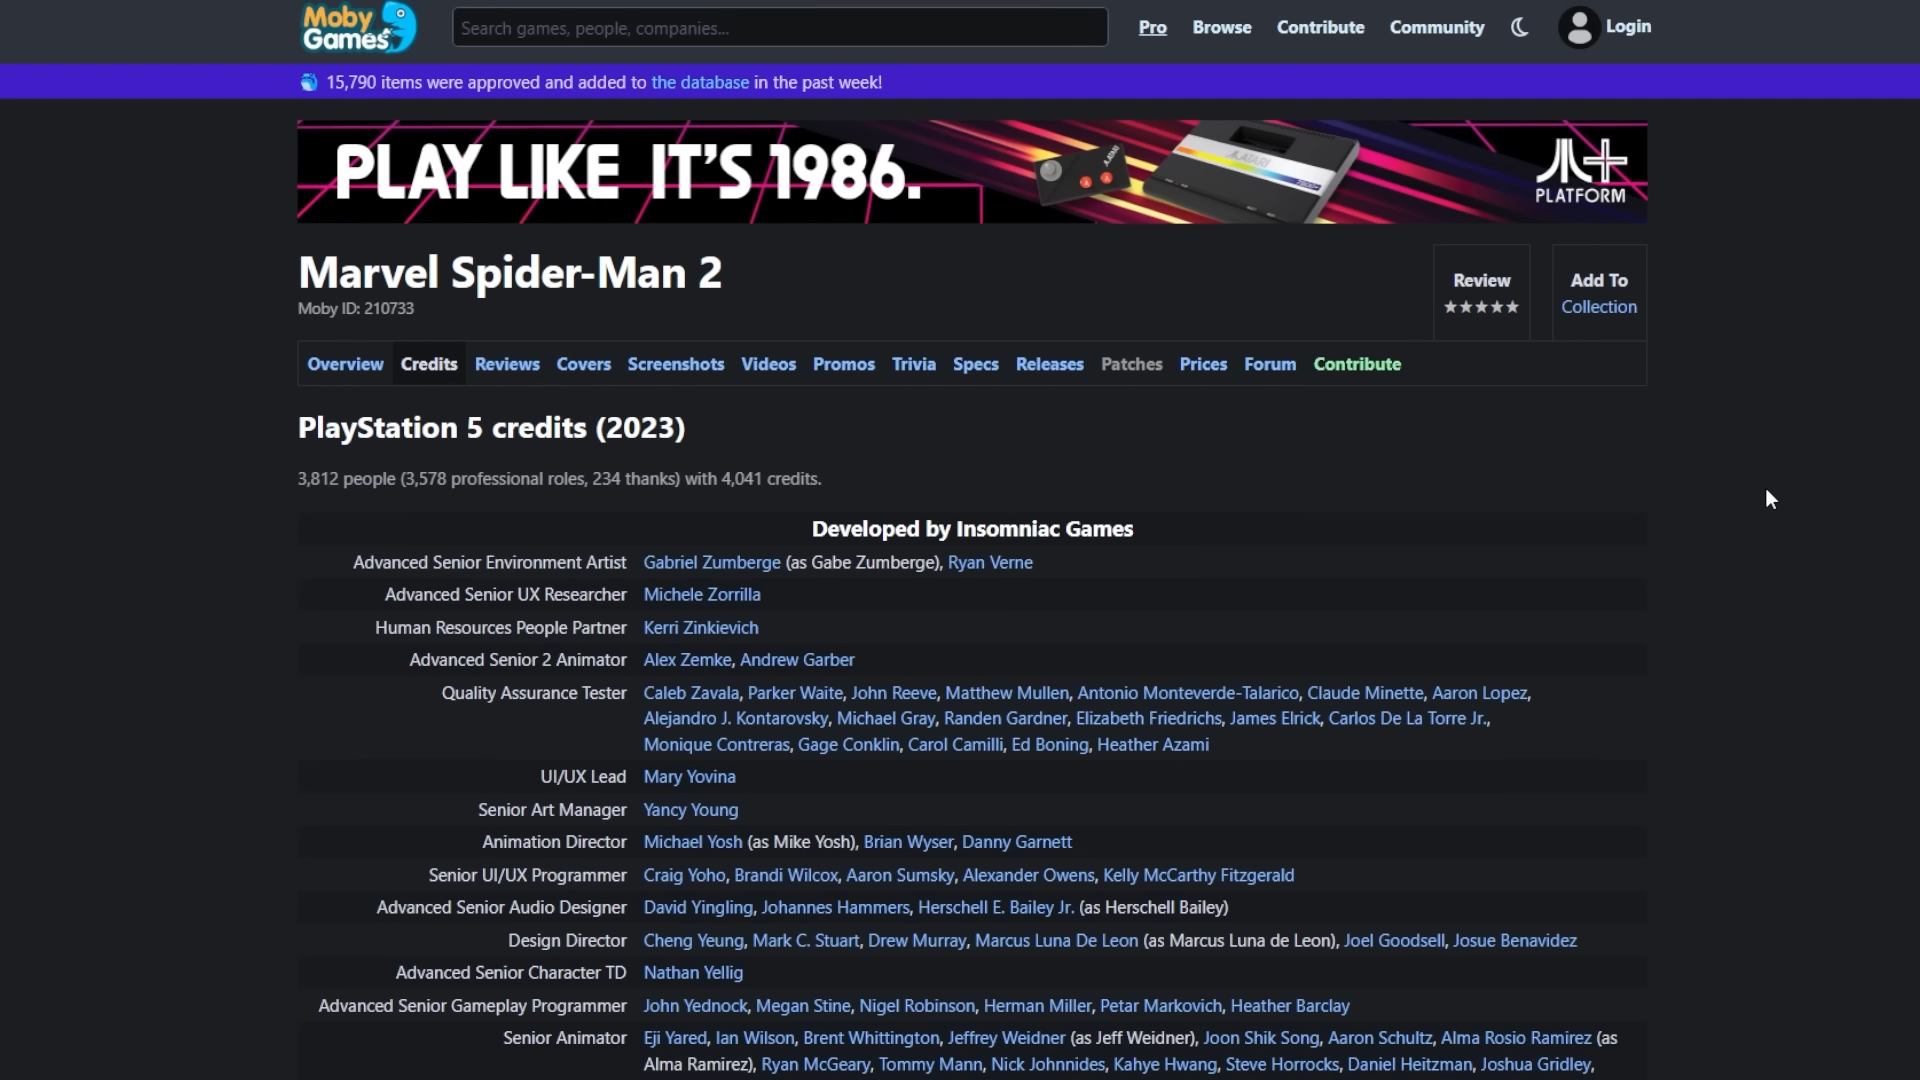 Moby Games
Search games, people, companies...
Pro Browse Contribute Community Login
15,790 items were approved and added to the database in the past week!
PLAY LIKE IT'S 1986.
ATARI
PLATFORM
Marvel Spider-Man 2
Moby ID: 210733
Review
Add To
Collection
Overview Credits Reviews Covers Screenshots Videos Promos Trivia Specs Releases Patches Prices Forum Contribute
PlayStation 5 credits (2023)
3,812 people (3,578 professional roles, 234 thanks) with 4,041 credits.
Developed by Insomniac Games
Advanced Senior Environment Artist Gabriel Zumberge (as Gabe Zumberge), Ryan Verne
Advanced Senior UX Researcher Michele Zorrilla
Human Resources People Partner Kerri Zinkievich
Advanced Senior 2 Animator Alex Zemke, Andrew Garber
Quality Assurance Tester Caleb Zavala, Parker Waite, John Reeve, Matthew Mullen, Antonio Monteverde-Talarico, Claude Minette, Aaron Lopez,
Alejandro J. Kontarovsky, Michael Gray, Randen Gardner, Elizabeth Friedrichs, James Elrick, Carlos De La Torre Jr.,
Monique Contreras, Gage Conklin, Carol Camilli, Ed Boning, Heather Azami
UI/UX Lead Mary Yovina
Senior Art Manager Yancy Young
Animation Director Michael Yosh (as Mike Yosh), Brian Wyser, Danny Garnett
Senior UI/UX Programmer Craig Yoho, Brandi Wilcox, Aaron Sumsky, Alexander Owens, Kelly McCarthy Fitzgerald
Advanced Senior Audio Designer David Yingling, Johannes Hammers, Herschell E. Bailey Jr. (as Herschell Bailey)
Design Director Cheng Yeung, Mark C. Stuart, Drew Murray, Marcus Luna De Leon (as Marcus Luna de Leon), Joel Goodsell, Josue Benavidez
Advanced Senior Character TD Nathan Yellig
Advanced Senior Gameplay Programmer John Yednock, Megan Stine, Nigel Robinson, Herman Miller, Petar Markovich, Heather Barclay
Senior Animator Eji Yared, Ian Wilson, Brent Whittington, Jeffrey Weidner (as Jeff Weidner), Joon Shik Song, Aaron Schultz, Alma Rosio Ramirez (as
Alma Ramirez), Ryan McGeary, Tommy Mann, Nick Johnnides, Kahye Hwang, Steve Horrocks, Daniel Heitzman, Joshua Gridley,